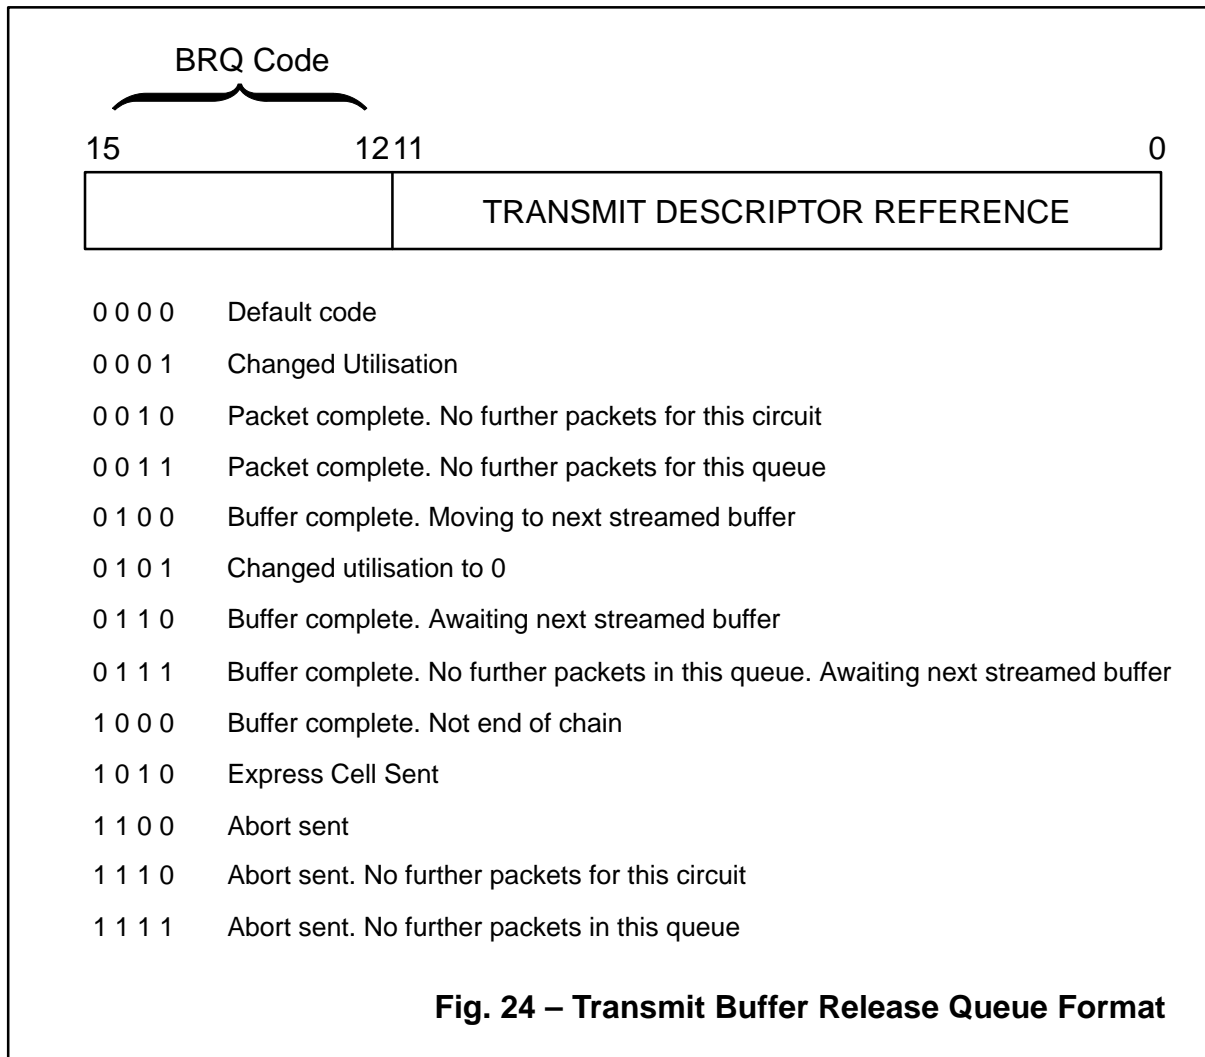 BRQ Code
15 12 11 0
TRANSMIT DESCRIPTOR REFERENCE
0 0 0 0 Default code
0 0 0 1 Changed Utilisation
0 0 1 0 Packet complete. No further packets for this circuit
0 0 1 1 Packet complete. No further packets for this queue
0 1 0 0 Buffer complete. Moving to next streamed buffer
0 1 0 1 Changed utilisation to 0
0 1 1 0 Buffer complete. Awaiting next streamed buffer
0 1 1 1 Buffer complete. No further packets in this queue. Awaiting next streamed buffer
1 0 0 0 Buffer complete. Not end of chain
1 0 1 0 Express Cell Sent
1 1 0 0 Abort sent
1 1 1 0 Abort sent. No further packets for this circuit
1 1 1 1 Abort sent. No further packets in this queue
Fig. 24 – Transmit Buffer Release Queue Format